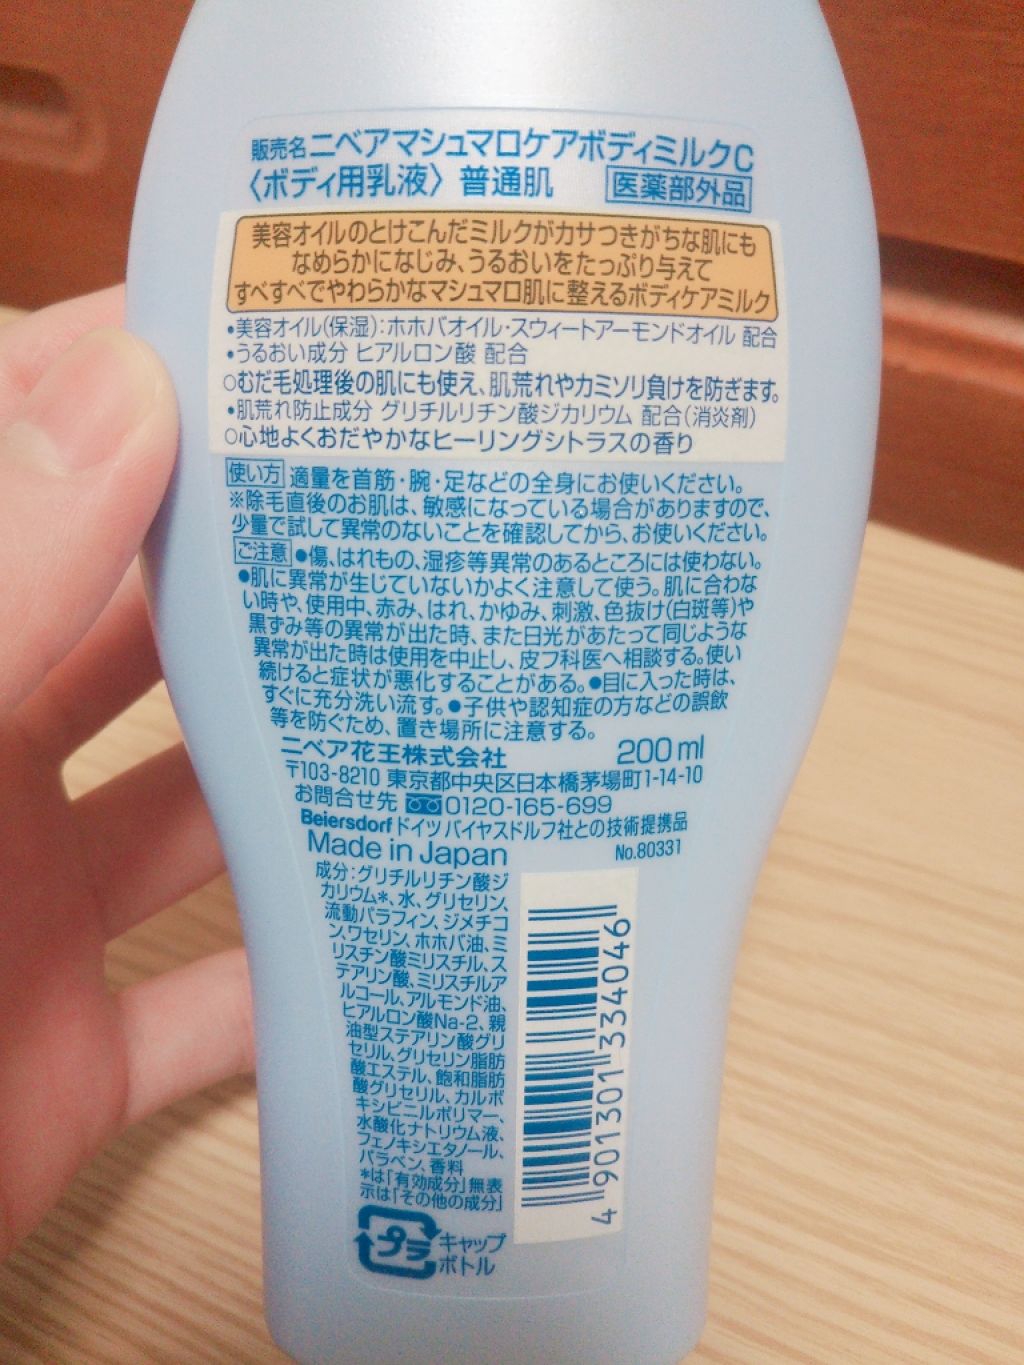 販売名ニベアマシュマロケアボディミルクC
〈ボディ用乳液〉 普通肌 医薬部外品
美容オイルのとけこんだミルクがカサつきがちな肌にも
なめらかになじみ、うるおいをたっぷり与えて
すべすべでやわらかなマシュマロ肌に整えるボディケアミルク
•美容オイル(保湿):ホホバオイル・スウィートアーモンドオイル 配合
•うるおい成分 ヒアルロン酸 配合
○むだ毛処理後の肌にも使え、肌荒れやカミソリ負けを防ぎます。
•肌荒れ防止成分 グリチルリチン酸ジカリウム 配合(消炎剤)
○心地よくおだやかなヒーリングシトラスの香り
使い方 適量を首筋・腕・足などの全身にお使いください。
※除毛直後のお肌は、敏感になっている場合がありますので、
少量で試して異常のないことを確認してから、お使いください。
ご注意 ●傷、はれもの、湿疹等異常のあるところには使わない。
●肌に異常が生じていないかよく注意して使う。肌に合わな
い時や、使用中、赤み、はれ、かゆみ、刺激、色抜け(白斑等)や
黒ずみ等の異常が出た時、また日光があたって同じような
異常が出た時は使用を中止し、皮フ科医へ相談する。使い
続けると症状が悪化することがある。●目に入った時は、
すぐに充分洗い流す。●子供や認知症の方などの誤飲
等を防ぐため、置き場所に注意する。
ニベア花王株式会社 200ml
〒103-8210 東京都中央区日本橋茅場町1-14-10
お問合せ先 0120-165-699
Beiersdorfドイツバイヤスドルフ社との技術提携品
Made in Japan No.80331
成分:グリチルリチン酸ジ
カリウム*、水、グリセリン、
流動パラフィン、ジメチコ
ン、ワセリン、ホホバ油、ミ
リスチン酸ミリスチル、ス
テアリン酸、ミリスチルア
ルコール、アルモンド油、
ヒアルロン酸Na-2、親
油型ステアリン酸グリ
セリル、グリセリン脂肪
酸エステル、飽和脂肪
酸グリセリル、カルボ
キシビニルポリマー、
水酸化ナトリウム液、
フェノキシエタノール、
パラベン、香料
*は「有効成分」無表
示は「その他の成分」
4 901301 334046
プラ キャップ
ボトル